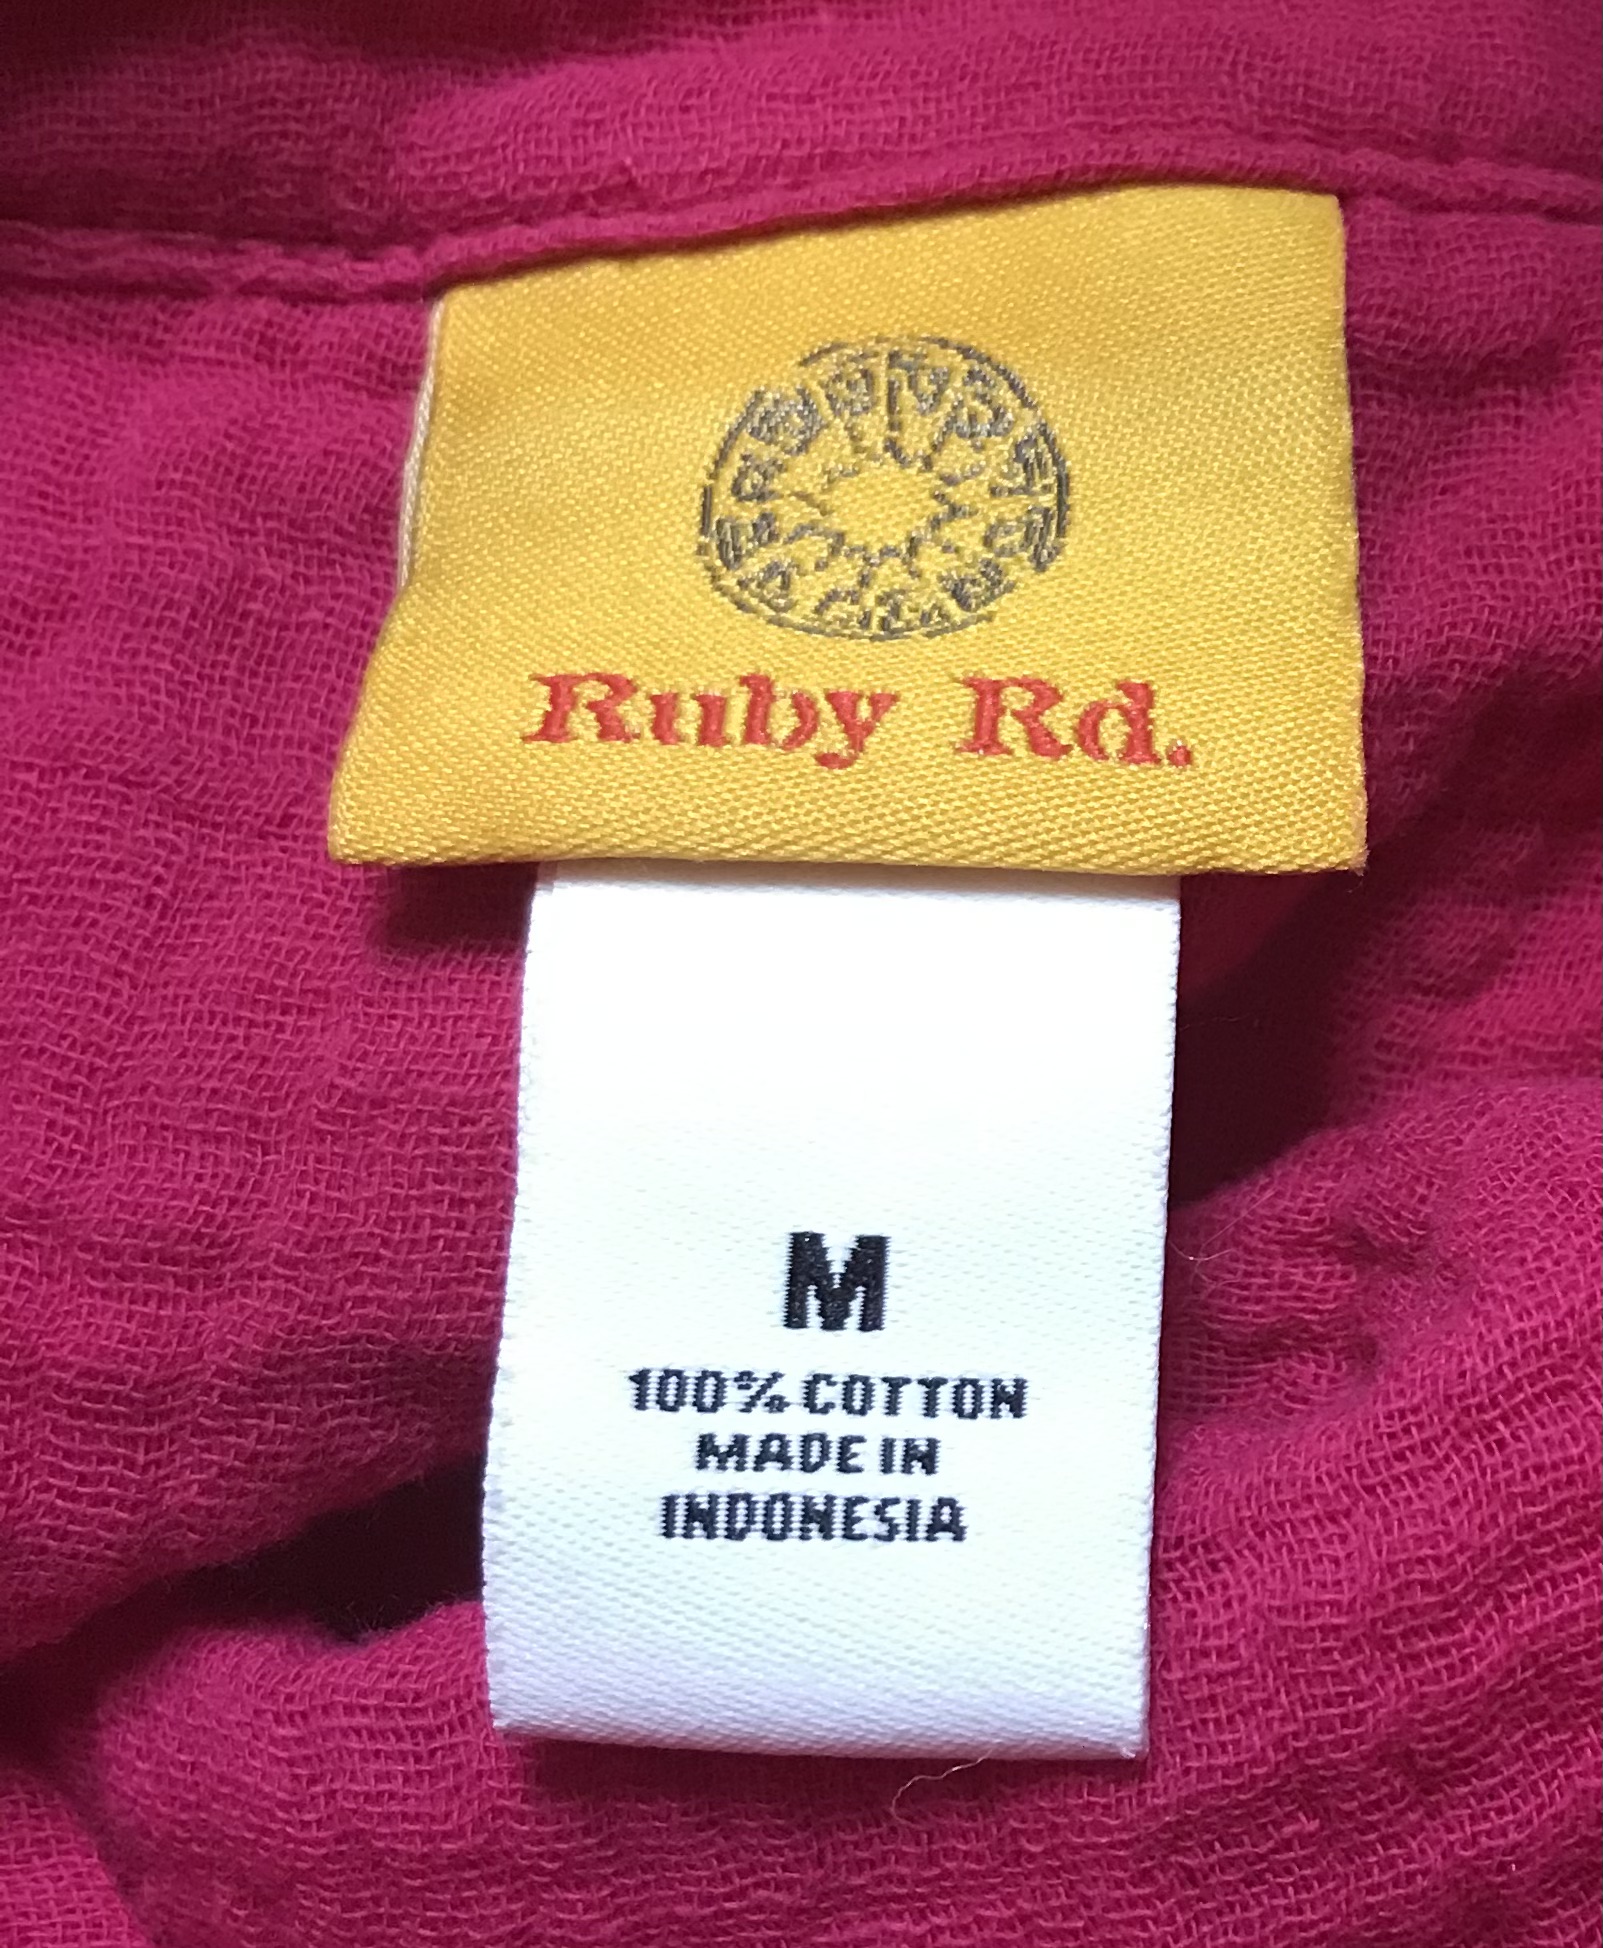 Ruby Rd.
M
100% COTTON
MADE IN
INDONESIA